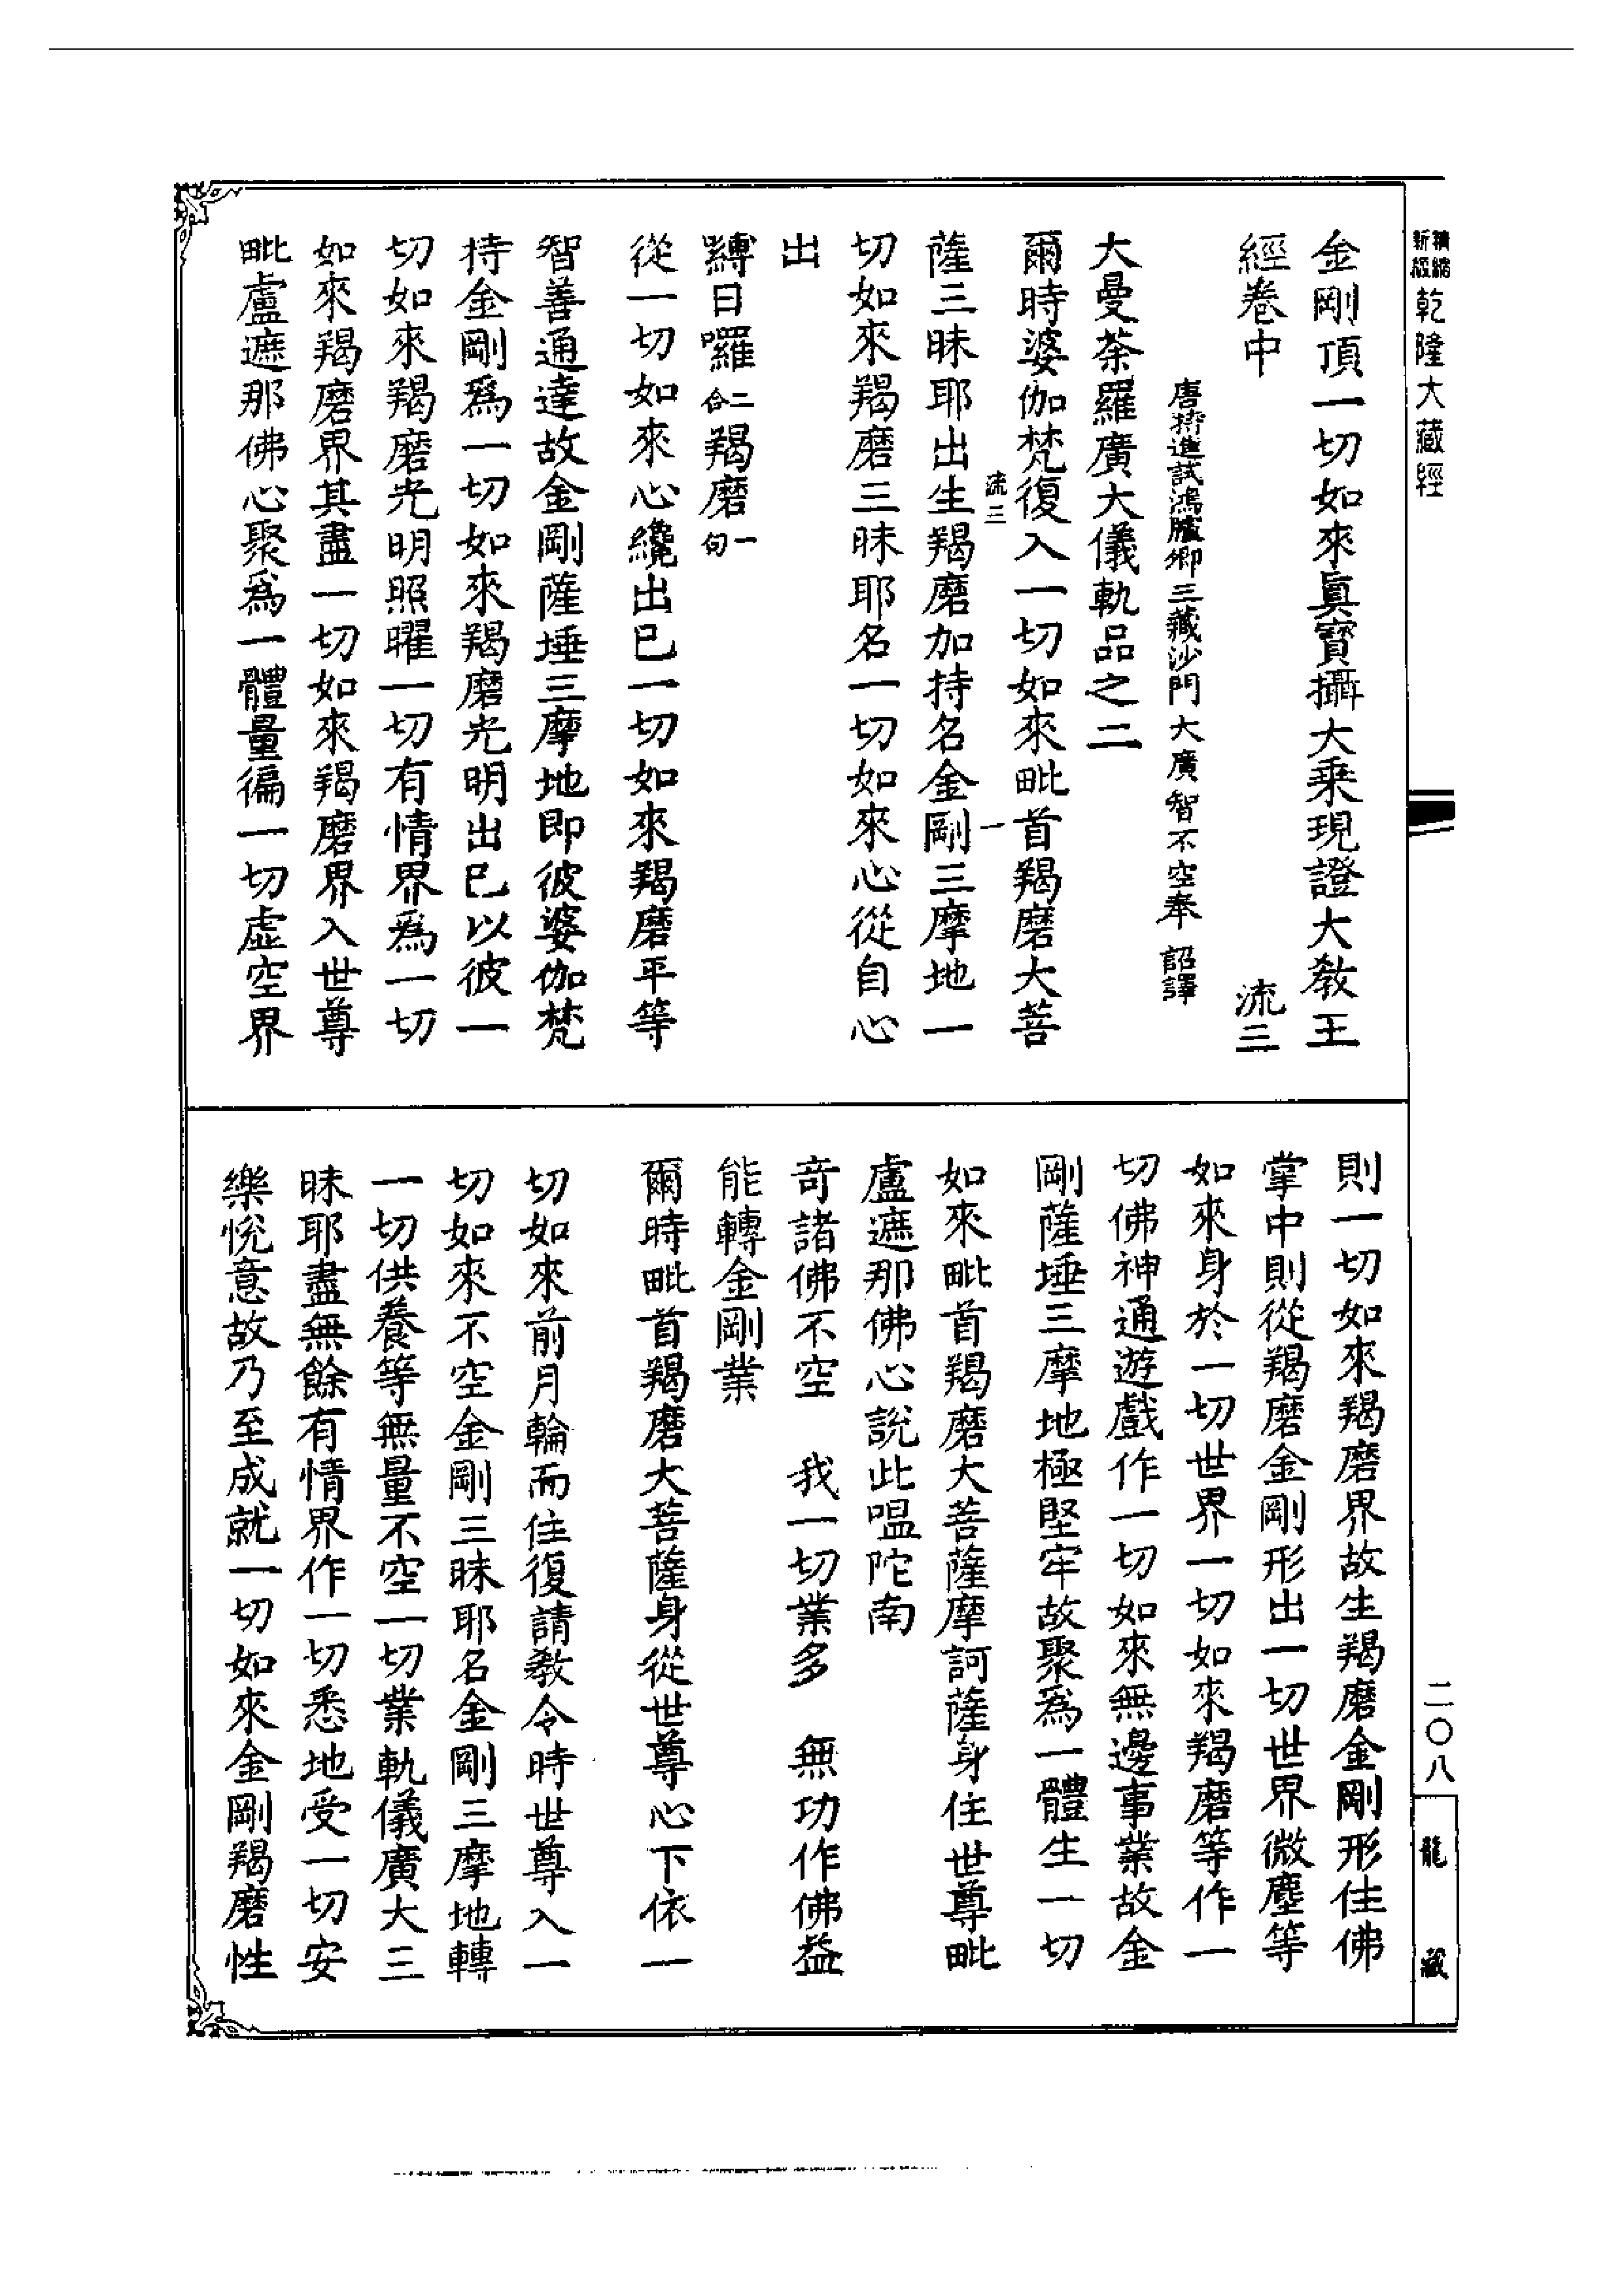 精縮新版乾隆大藏經
金剛頂一切如來眞實攝大乘現證大敎王
經卷中 流三
唐特進試鴻臚卿三藏沙門大廣智不空奉 詔譯
大曼荼羅廣大儀軌品之二
爾時婆伽梵復入一切如來毗首羯磨大菩
流三 一
薩三昧耶出生羯磨加持名金剛三摩地一
切如來羯磨三昧耶名一切如來心從自心
出
縛日囉二合羯磨一句
從一切如來心纔出已一切如來羯磨平等
智善通達故金剛薩埵三摩地即彼婆伽梵
持金剛爲一切如來羯磨光明出已以彼一
切如來羯磨光明照曜一切有情界爲一切
如來羯磨界其盡一切如來羯磨界入世尊
毗盧遮那佛心聚爲一體量徧一切虛空界
則一切如來羯磨界故生羯磨金剛形住佛
掌中則從羯磨金剛形出一切世界微塵等
如來身於一切世界一切如來羯磨等作一
切佛神通遊戲作一切如來無邊事業故金
剛薩埵三摩地極堅牢故聚爲一體生一切
如來毗首羯磨大菩薩摩訶薩身住世尊毗
盧遮那佛心說此嗢陀南
奇諸佛不空 我一切業多 無功作佛益
能轉金剛業
爾時毗首羯磨大菩薩身從世尊心下依一
切如來前月輪而住復請敎令時世尊入一
切如來不空金剛三昧耶名金剛三摩地轉
一切供養等無量不空一切業軌儀廣大三
昧耶盡無餘有情界作一切悉地受一切安
樂悅意故乃至成就一切如來金剛羯磨性
二〇八
龍藏